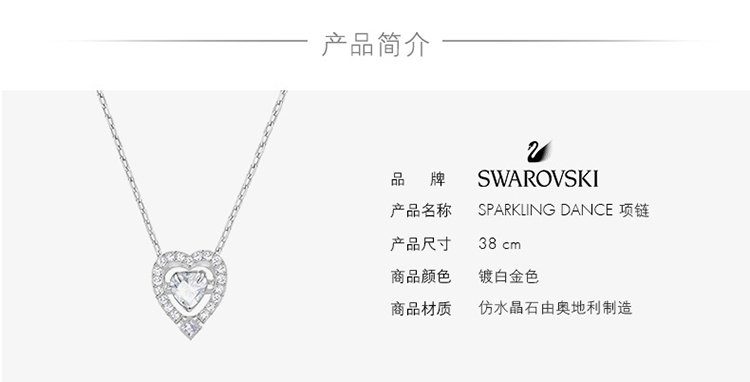 产品简介
品 牌 SWAROVSKI
产品名称 SPARKLING DANCE 项链
产品尺寸 38 cm
商品颜色 镀白金色
商品材质 仿水晶石由奥地利制造